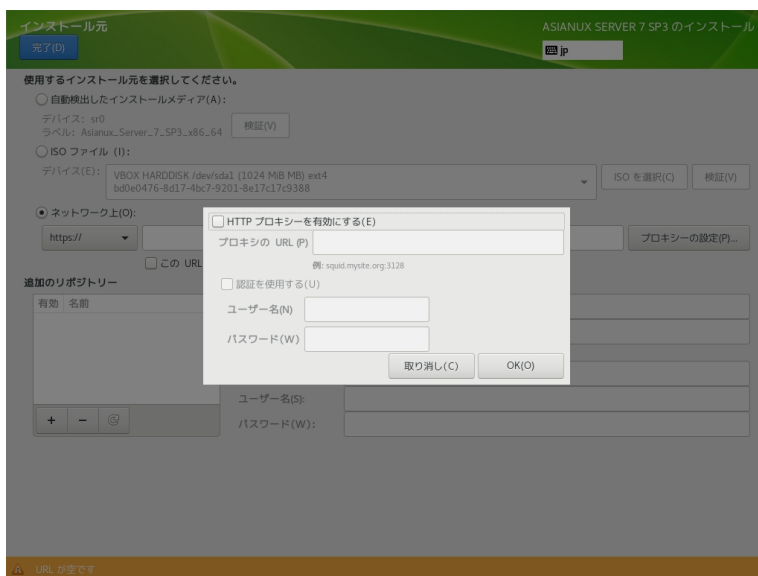 インストール元
ASIANUX SERVER 7 SP3 のインストール
完了(D)
jp
使用するインストール元を選択してください。
自動検出したインストールメディア(A):
デバイス: sr0
ラベル: Asianux_Server_7_SP3_x86_64
検証(V)
ISO ファイル (I):
デバイス(E):
VBOX HARDDISK /dev/sda1 (1024 MiB MB) ext4
bd0e0476-8d17-4bc7-9201-8e17c17c9388
ISO を選択(C)
検証(V)
ネットワーク上(O):
https://
プロキシーの設定(P)...
この URL
HTTP プロキシーを有効にする(E)
プロキシの URL (P)
例: squid.mysite.org:3128
認証を使用する(U)
ユーザー名(N)
パスワード(W)
取り消し(C)
OK(O)
追加のリポジトリー
有効 名前
ユーザー名(S):
パスワード(W):
URL が空です